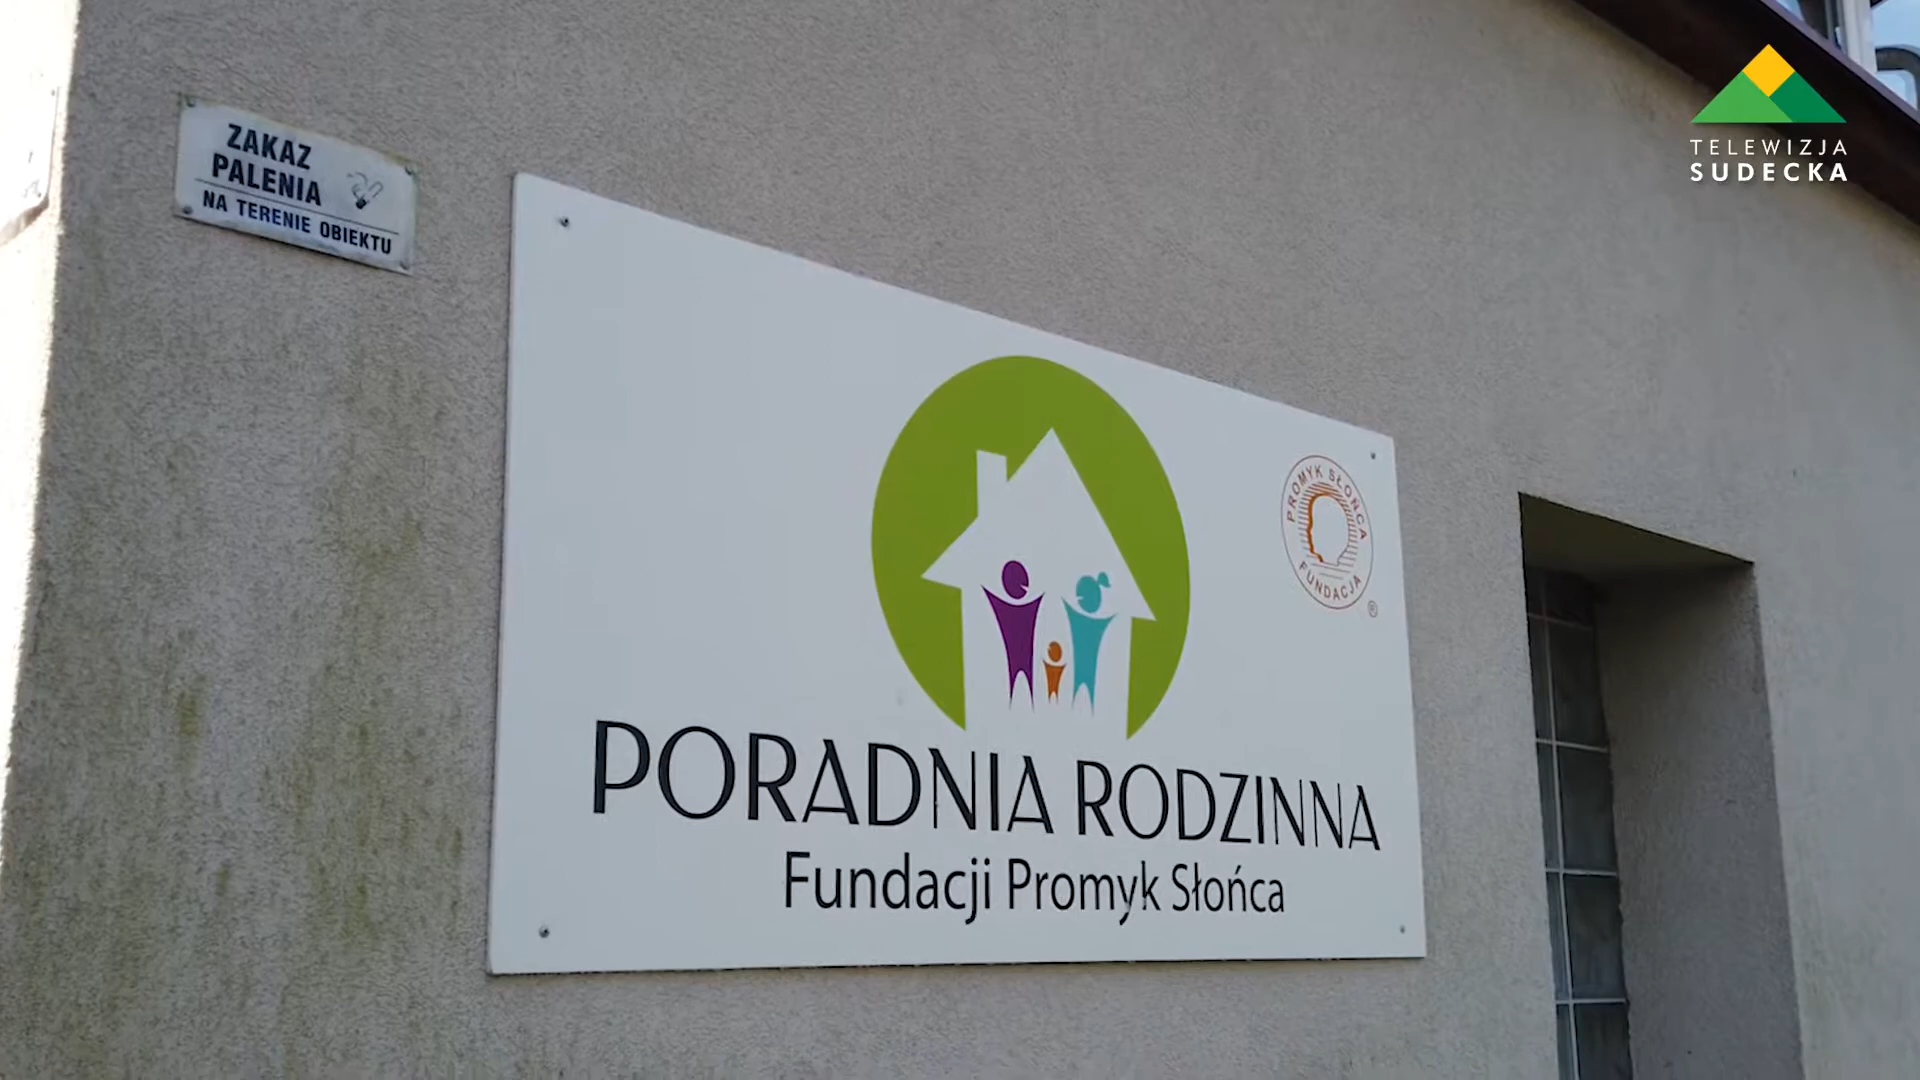 ZAKAZ
PALENIA
NA TERENIE OBIEKTU
TELEWIZJA
SUDECKA
PROMYK SŁOŃCA
FUNDACJA
®
PORADNIA RODZINNA
Fundacji Promyk Słońca